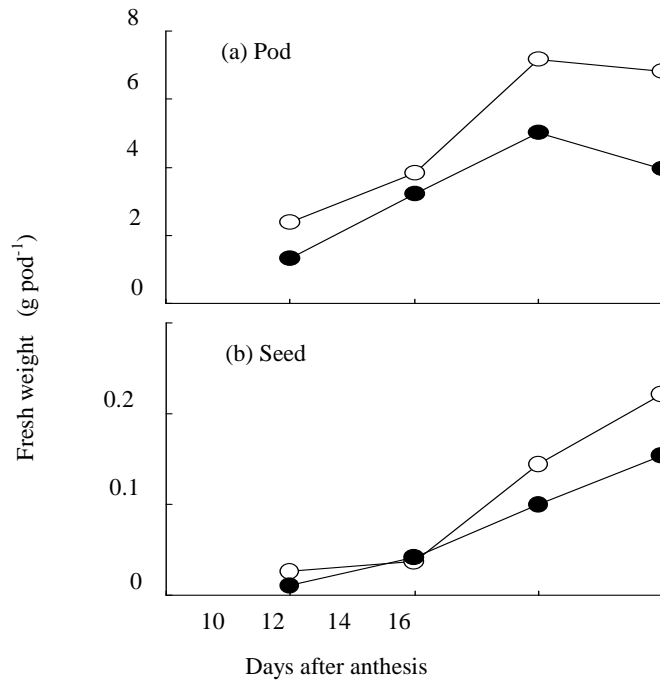 8
(a) Pod
6
4
2
0
Fresh weight (g pod⁻¹)
(b) Seed
0.2
0.1
0
10 12 14 16
Days after anthesis